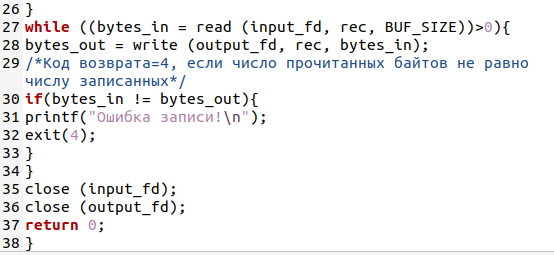 26 }
27 while ((bytes_in = read (input_fd, rec, BUF_SIZE))>0){
28 bytes_out = write (output_fd, rec, bytes_in);
29 /*Код возврата=4, если число прочитанных байтов не равно
числу записанных*/
30 if(bytes_in != bytes_out){
31 printf("Ошибка записи!\n");
32 exit(4);
33 }
34 }
35 close (input_fd);
36 close (output_fd);
37 return 0;
38 }